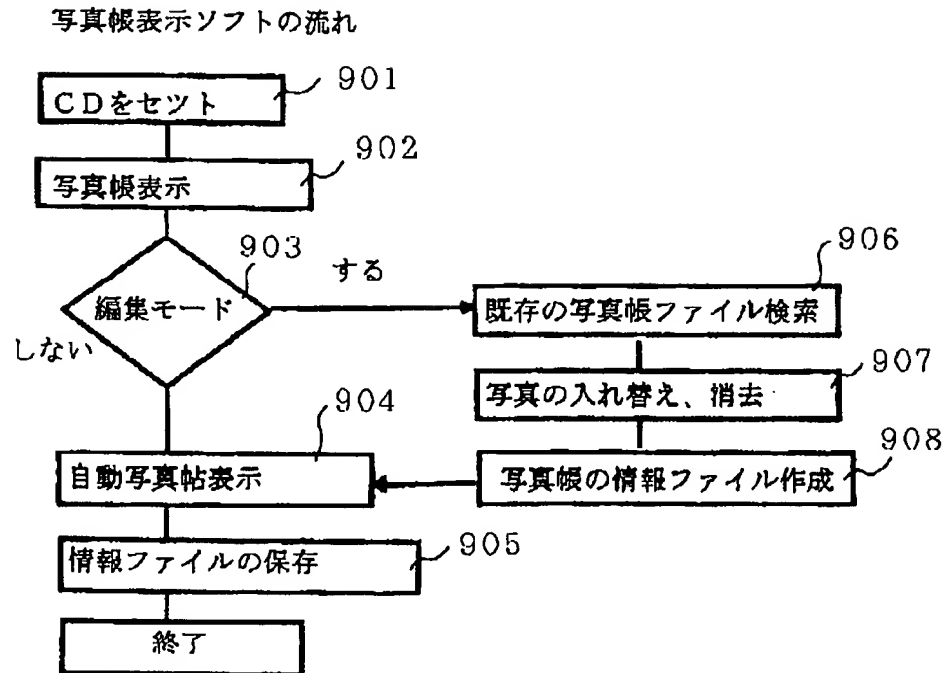 写真帳表示ソフトの流れ
CDをセツト
901
写真帳表示
902
編集モード
903
する
しない
既存の写真帳ファイル検索
906
写真の入れ替え、消去
907
写真帳の情報ファイル作成
908
自動写真帖表示
904
情報ファイルの保存
905
終了